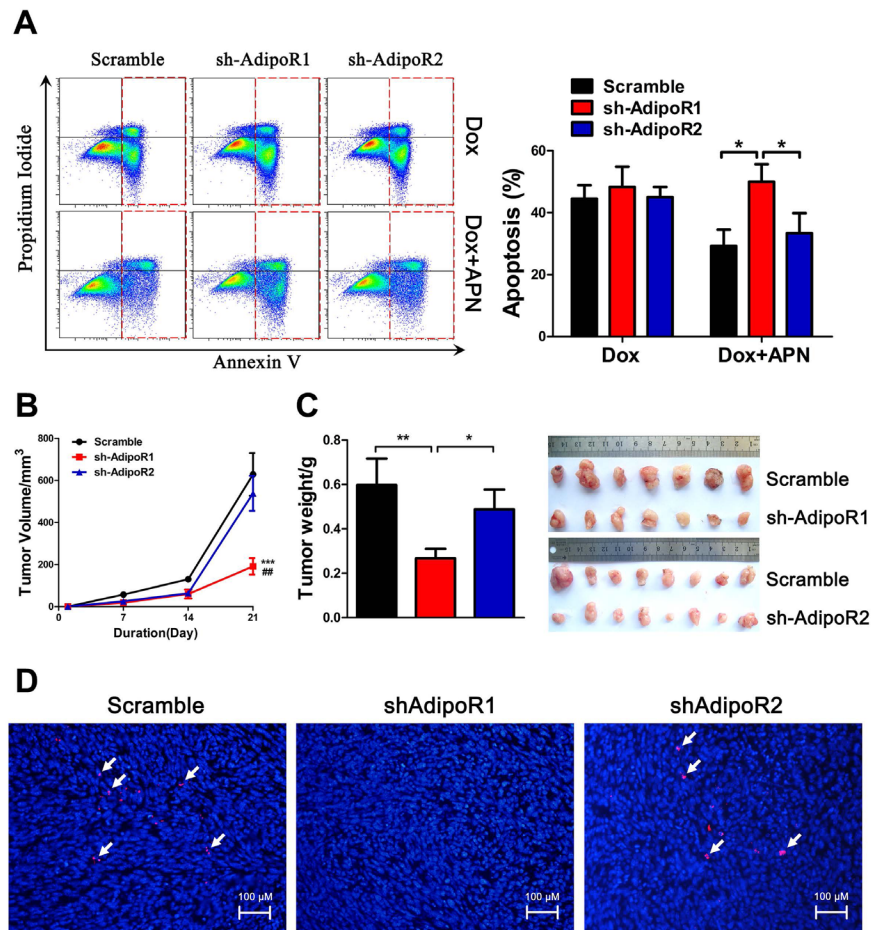 A
Scramble
sh-AdipoR1
sh-AdipoR2
Propidium Iodide
Dox
Dox+APN
Annexin V
Scramble
sh-AdipoR1
sh-AdipoR2
Apoptosis (%)
60
40
20
0
*
*
Dox
Dox+APN
B
Scramble
sh-AdipoR1
sh-AdipoR2
Tumor Volume/mm3
800
600
400
200
0
0
7
14
21
***
##
Duration(Day)
C
Tumor weight/g
0.8
0.6
0.4
0.2
0.0
**
*
Scramble
sh-AdipoR1
Scramble
sh-AdipoR2
D
Scramble
shAdipoR1
shAdipoR2
100 µM
100 µM
100 µM